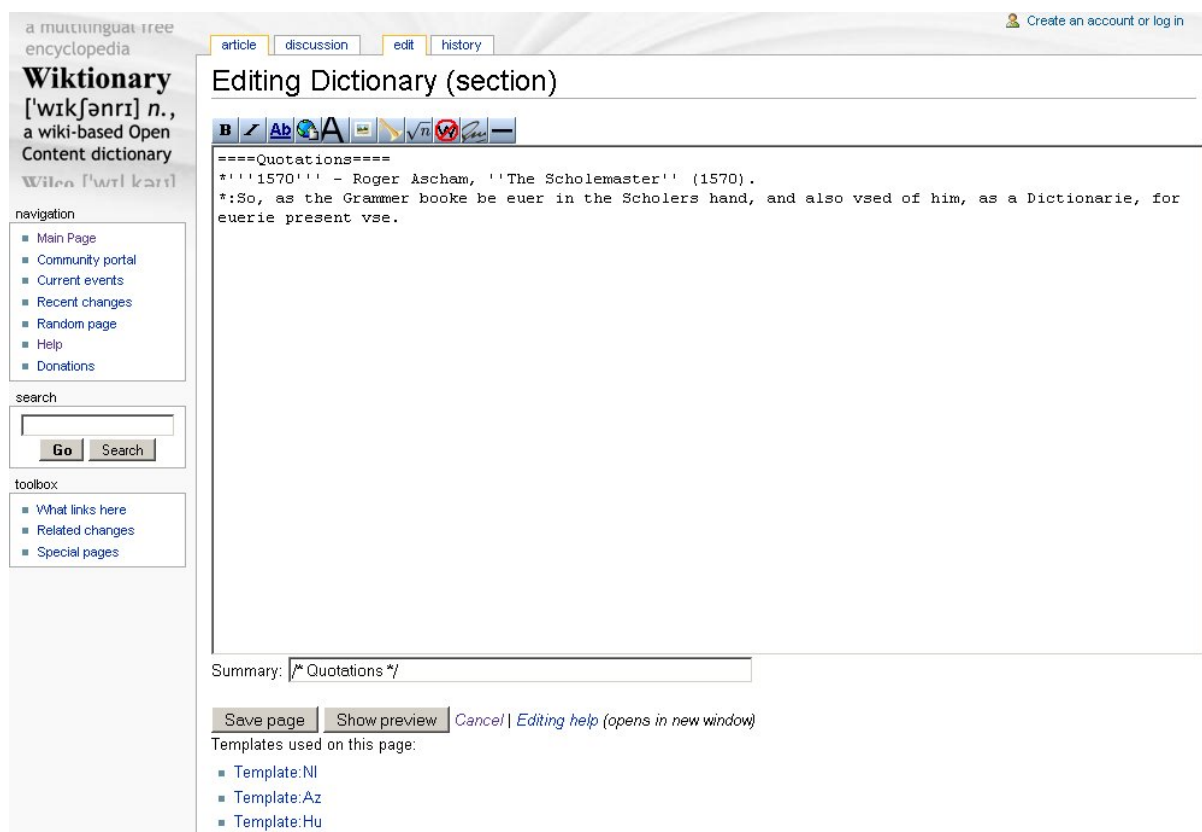 a multilingual free
encyclopedia
Wiktionary
['wɪkʃənrɪ] n.,
a wiki-based Open
Content dictionary
Wilco ['wɪl kəʊ]
navigation
Main Page
Community portal
Current events
Recent changes
Random page
Help
Donations
search
Go Search
toolbox
What links here
Related changes
Special pages
Create an account or log in
article discussion edit history
Editing Dictionary (section)
B I Ab A √n W
====Quotations====
*'''1570''' - Roger Ascham, ''The Scholemaster'' (1570).
*:So, as the Grammer booke be euer in the Scholers hand, and also vsed of him, as a Dictionarie, for
euerie present vse.
Summary: /* Quotations */
Save page Show preview Cancel | Editing help (opens in new window)
Templates used on this page:
Template:Nl
Template:Az
Template:Hu